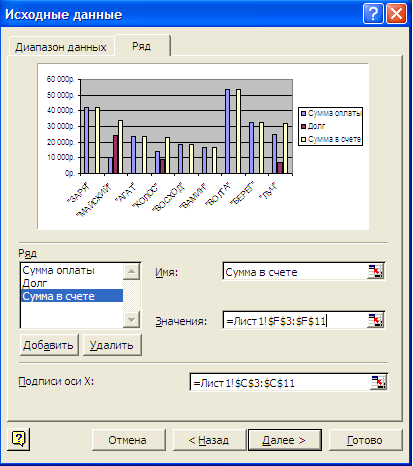 Исходные данные
Диапазон данных
Ряд
60 000р.
50 000р.
40 000р.
30 000р.
20 000р.
10 000р.
0р.
"ЗАРЯ"
"МАЙСКИЙ"
"АГАТ"
"КОЛОС"
"ВОСХОД"
"ВАМИН"
"ВОЛГА"
"БЕРЕГ"
"ЛУЧ"
Сумма оплаты
Долг
Сумма в счете
Ряд
Сумма оплаты
Долг
Сумма в счете
Имя:
Сумма в счете
Значения:
=Лист1!$F$3:$F$11
Добавить
Удалить
Подписи оси X:
=Лист1!$C$3:$C$11
Отмена
< Назад
Далее >
Готово